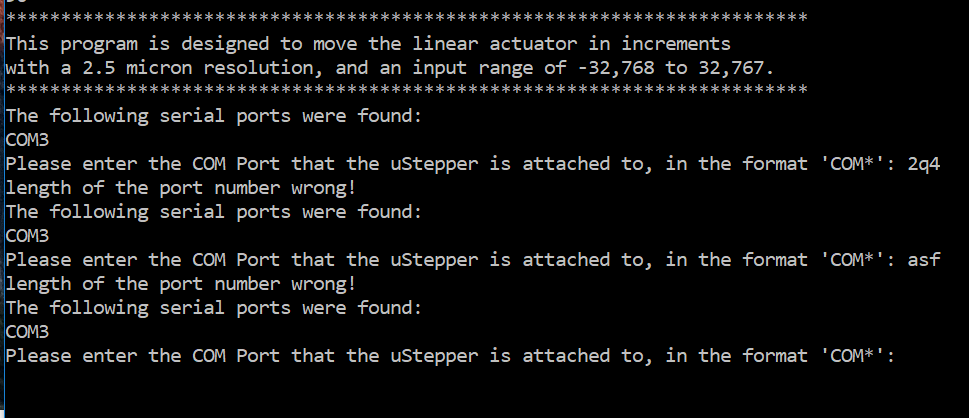 *************************************************************************
This program is designed to move the linear actuator in increments
with a 2.5 micron resolution, and an input range of -32,768 to 32,767.
*************************************************************************
The following serial ports were found:
COM3
Please enter the COM Port that the uStepper is attached to, in the format 'COM*': 2q4
length of the port number wrong!
The following serial ports were found:
COM3
Please enter the COM Port that the uStepper is attached to, in the format 'COM*': asf
length of the port number wrong!
The following serial ports were found:
COM3
Please enter the COM Port that the uStepper is attached to, in the format 'COM*':